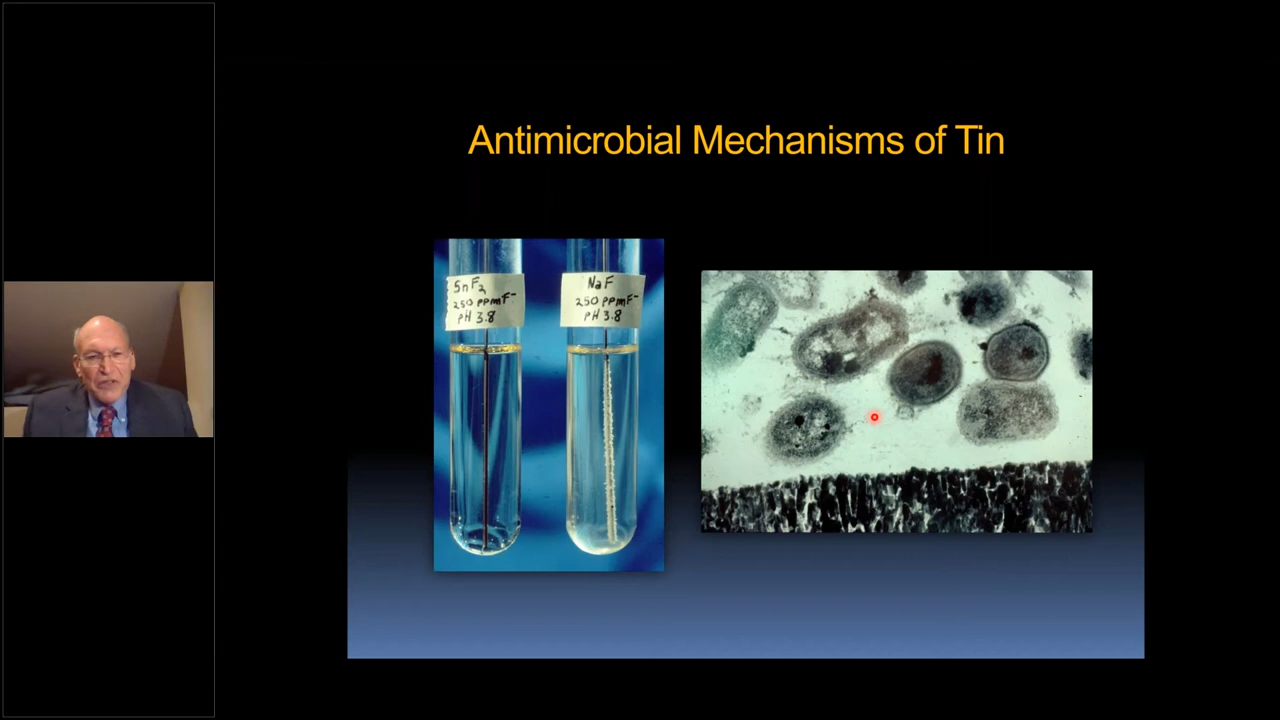 Antimicrobial Mechanisms of Tin
SnF2
250 ppmF-
pH 3.8
NaF
250 ppmF-
pH 3.8